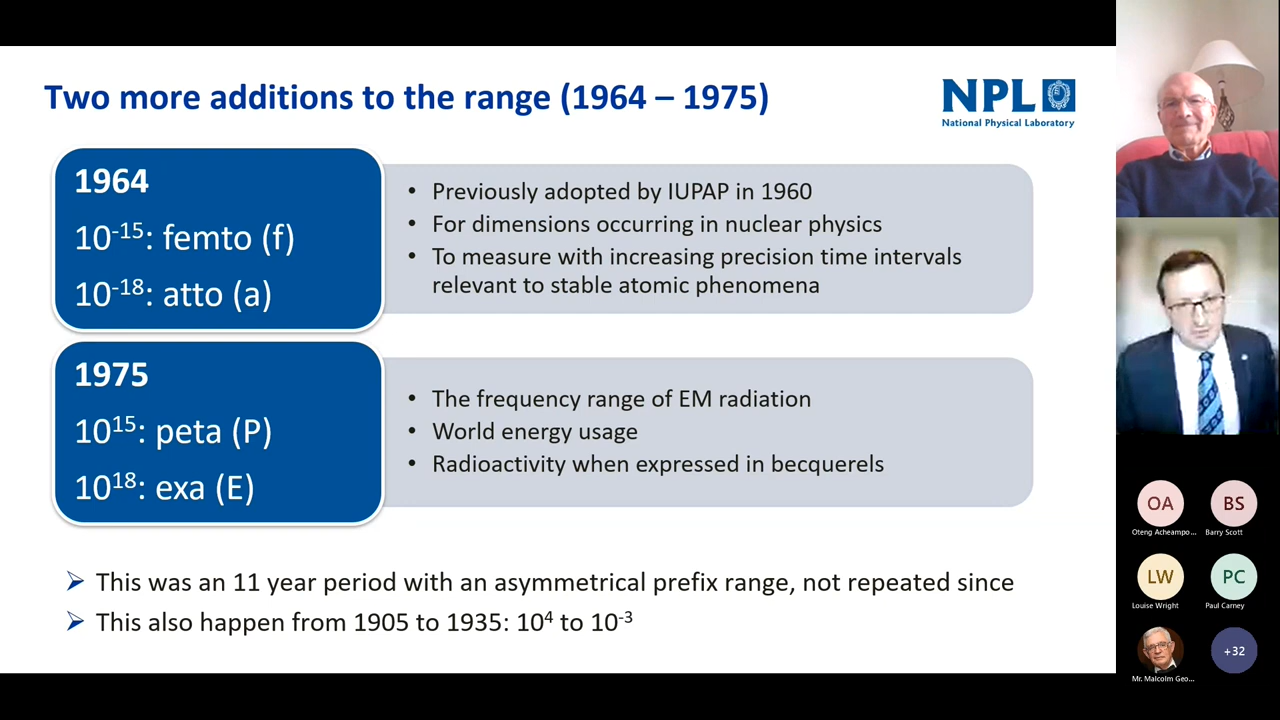 Two more additions to the range (1964 – 1975)
NPL
National Physical Laboratory
1964
10⁻¹⁵: femto (f)
10⁻¹⁸: atto (a)
• Previously adopted by IUPAP in 1960
• For dimensions occurring in nuclear physics
• To measure with increasing precision time intervals
relevant to stable atomic phenomena
1975
10¹⁵: peta (P)
10¹⁸: exa (E)
• The frequency range of EM radiation
• World energy usage
• Radioactivity when expressed in becquerels
➢ This was an 11 year period with an asymmetrical prefix range, not repeated since
➢ This also happen from 1905 to 1935: 10⁴ to 10⁻³
OA
BS
Oteng Acheampo...
Barry Scott
LW
PC
Louise Wright
Paul Carney
+32
Mr. Malcolm Geo...